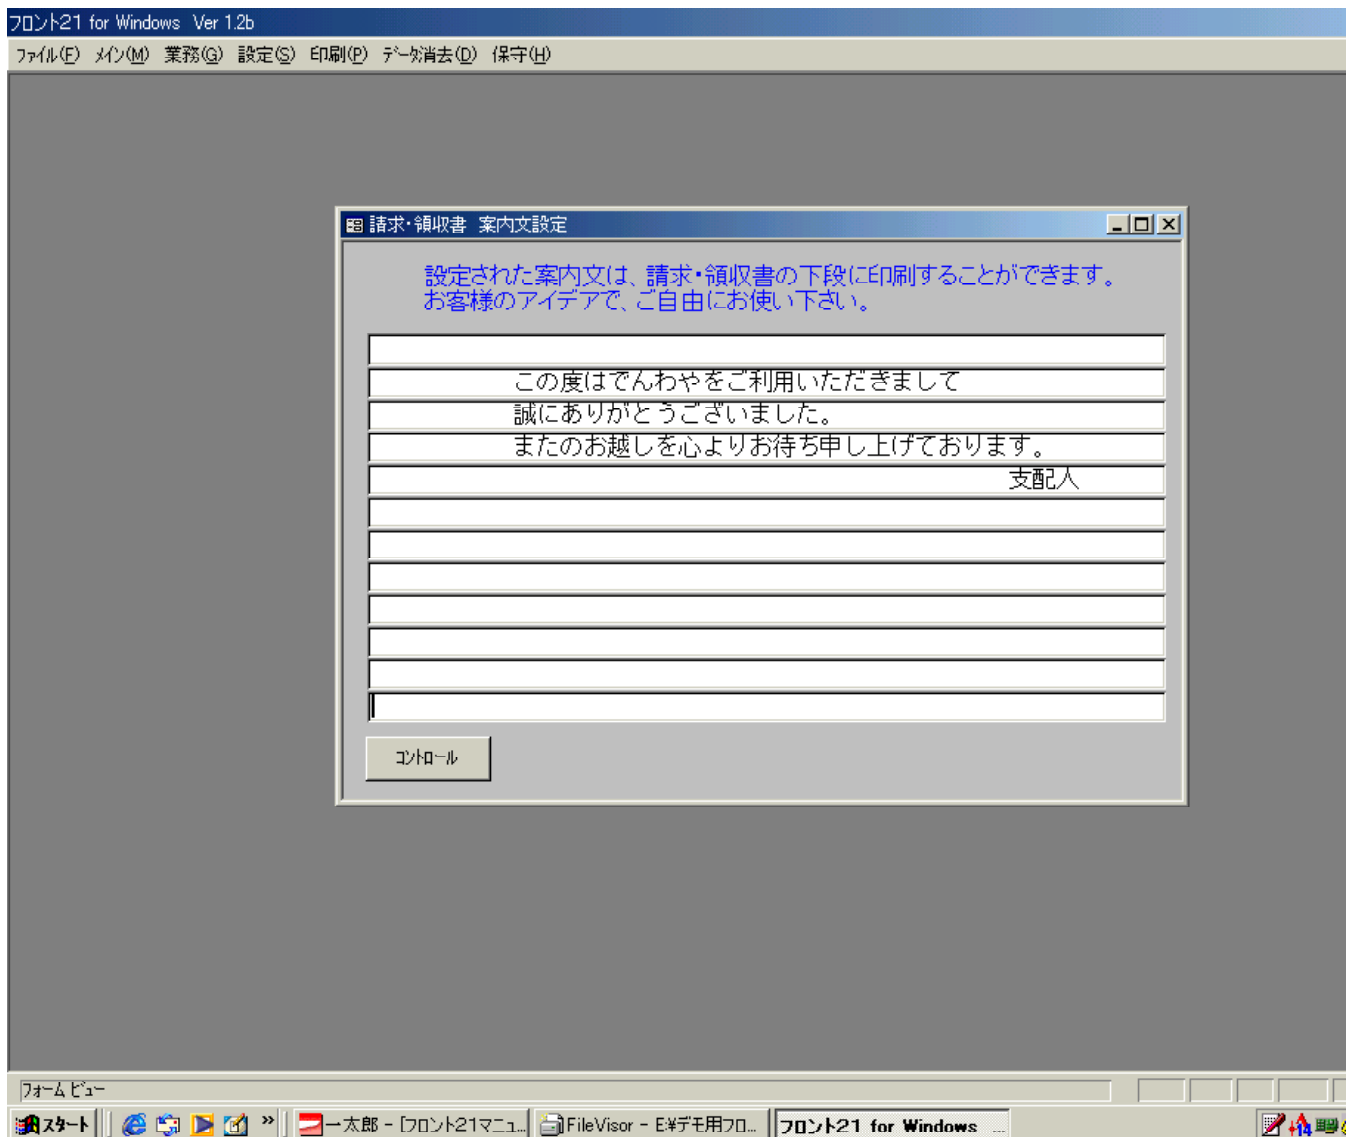 フロント21 for Windows Ver 1.2b
ファイル(F) メイン(M) 業務(G) 設定(S) 印刷(P) データ消去(D) 保守(H)
請求・領収書 案内文設定
設定された案内文は、請求・領収書の下段に印刷することができます。
お客様のアイデアで、ご自由にお使い下さい。
この度はでんわやをご利用いただきまして
誠にありがとうございました。
またのお越しを心よりお待ち申し上げております。
支配人
コントロール
フォーム ビュー
スタート » 一太郎 - [フロント21マニュ... FileVisor - E:¥デモ用フロ... フロント21 for Windows ... 14